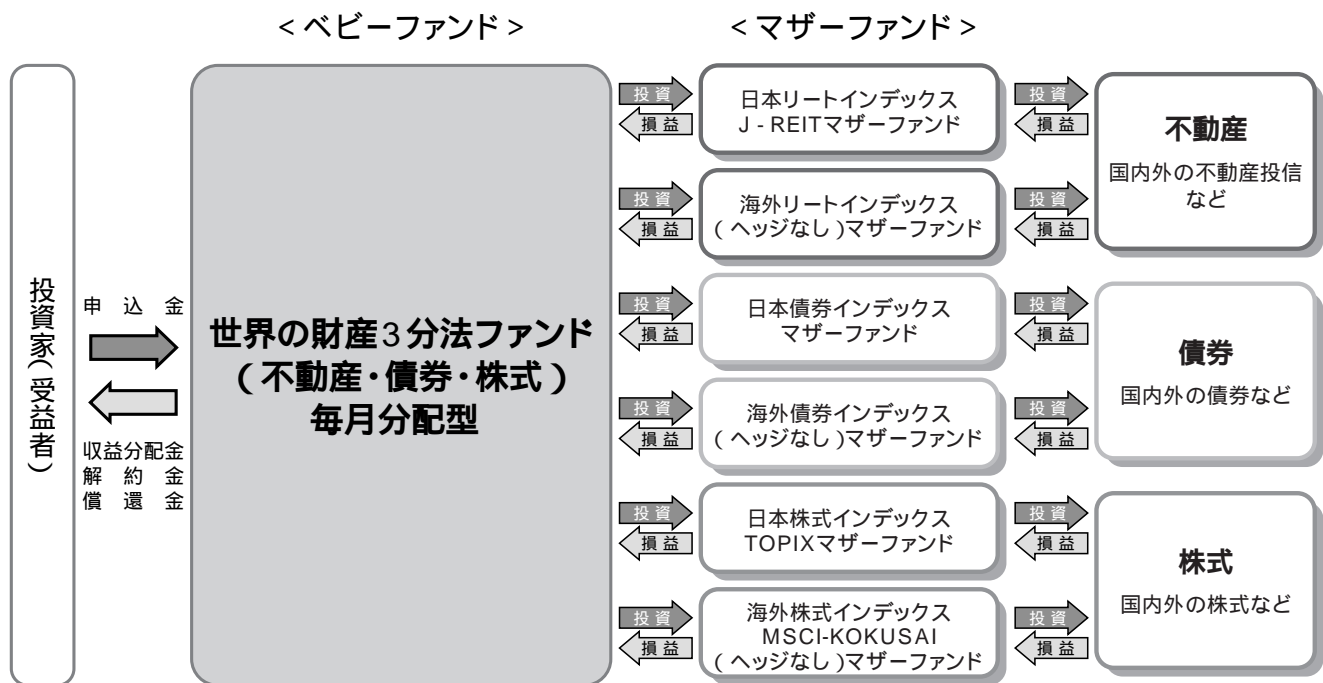 <ベビーファンド>
<マザーファンド>
投資家(受益者)
申込金
収益分配金
解約金
償還金
世界の財産3分法ファンド
(不動産・債券・株式)
毎月分配型
投資
損益
日本リートインデックス
J-REITマザーファンド
投資
損益
投資
損益
海外リートインデックス
(ヘッジなし)マザーファンド
投資
損益
不動産
国内外の不動産投信
など
投資
損益
日本債券インデックス
マザーファンド
投資
損益
投資
損益
海外債券インデックス
(ヘッジなし)マザーファンド
投資
損益
債券
国内外の債券など
投資
損益
日本株式インデックス
TOPIXマザーファンド
投資
損益
投資
損益
海外株式インデックス
MSCI-KOKUSAI
(ヘッジなし)マザーファンド
投資
損益
株式
国内外の株式など